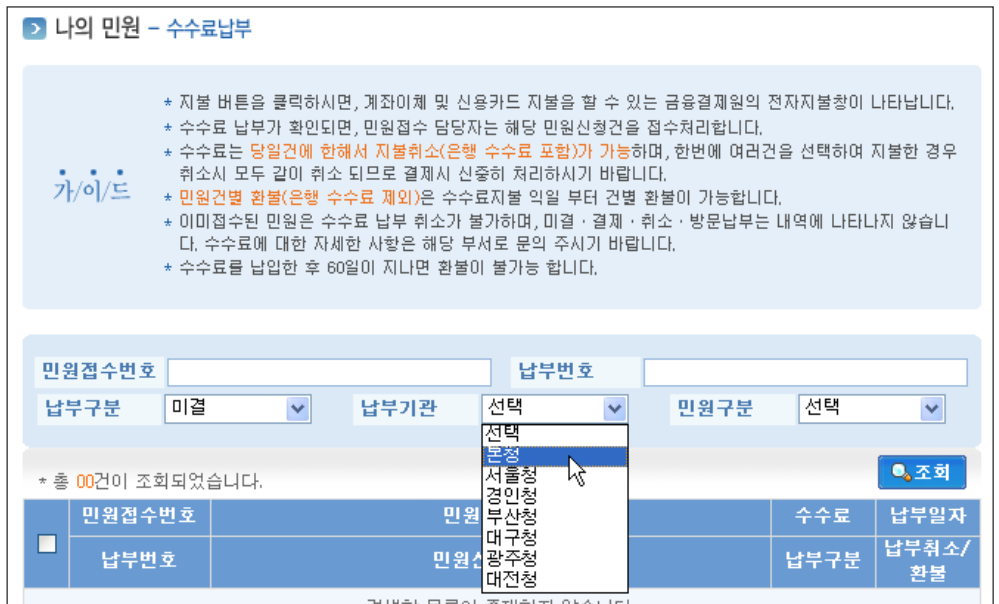 나의 민원 - 수수료납부
* 지불 버튼을 클릭하시면, 계좌이체 및 신용카드 지불을 할 수 있는 금융결제원의 전자지불창이 나타납니다.
* 수수료 납부가 확인되면, 민원접수 담당자는 해당 민원신청건을 접수처리합니다.
* 수수료는 당일건에 한해서 지불취소(은행 수수료 포함)가 가능하며, 한번에 여러건을 선택하여 지불한 경우
취소시 모두 같이 취소 되므로 결제시 신중히 처리하시기 바랍니다.
가/이/드
* 민원건별 환불(은행 수수료 제외)은 수수료지불 익일 부터 건별 환불이 가능합니다.
* 이미접수된 민원은 수수료 납부 취소가 불가하며, 미결 · 결제 · 취소 · 방문납부는 내역에 나타나지 않습니
다. 수수료에 대한 자세한 사항은 해당 부서로 문의 주시기 바랍니다.
* 수수료를 납입한 후 60일이 지나면 환불이 불가능 합니다.
민원접수번호 납부번호
납부구분 미결 납부기관 선택 민원구분 선택
선택
본청
서울청
경인청
부산청
대구청
광주청
대전청
* 총 00건이 조회되었습니다.
조회
민원접수번호 민원 수수료 납부일자
납부번호 납부구분 납부취소/
환불